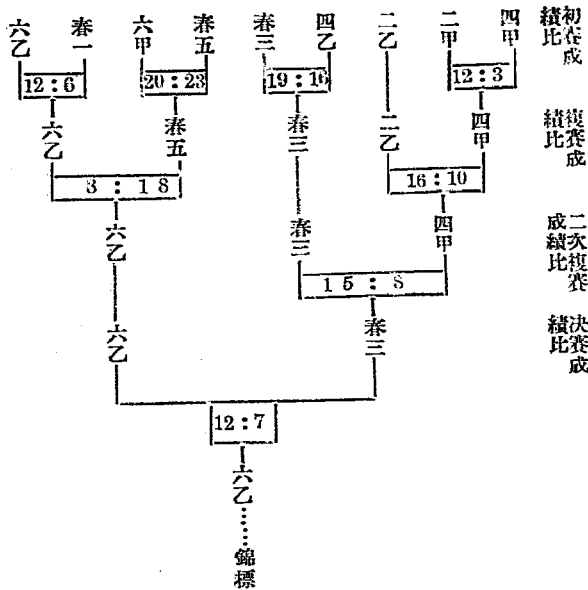 六乙 春一 六甲 春五 春三 四乙 二乙 二甲 四甲 初賽成績比
12:6 20:23 19:16 12:3
六乙 春五 春三 二乙 四甲 複賽成績比
3:18 16:10
六乙 春三 四甲 二次複賽成績比
15:8
六乙 春三 决賽成績比
12:7
六乙……錦標